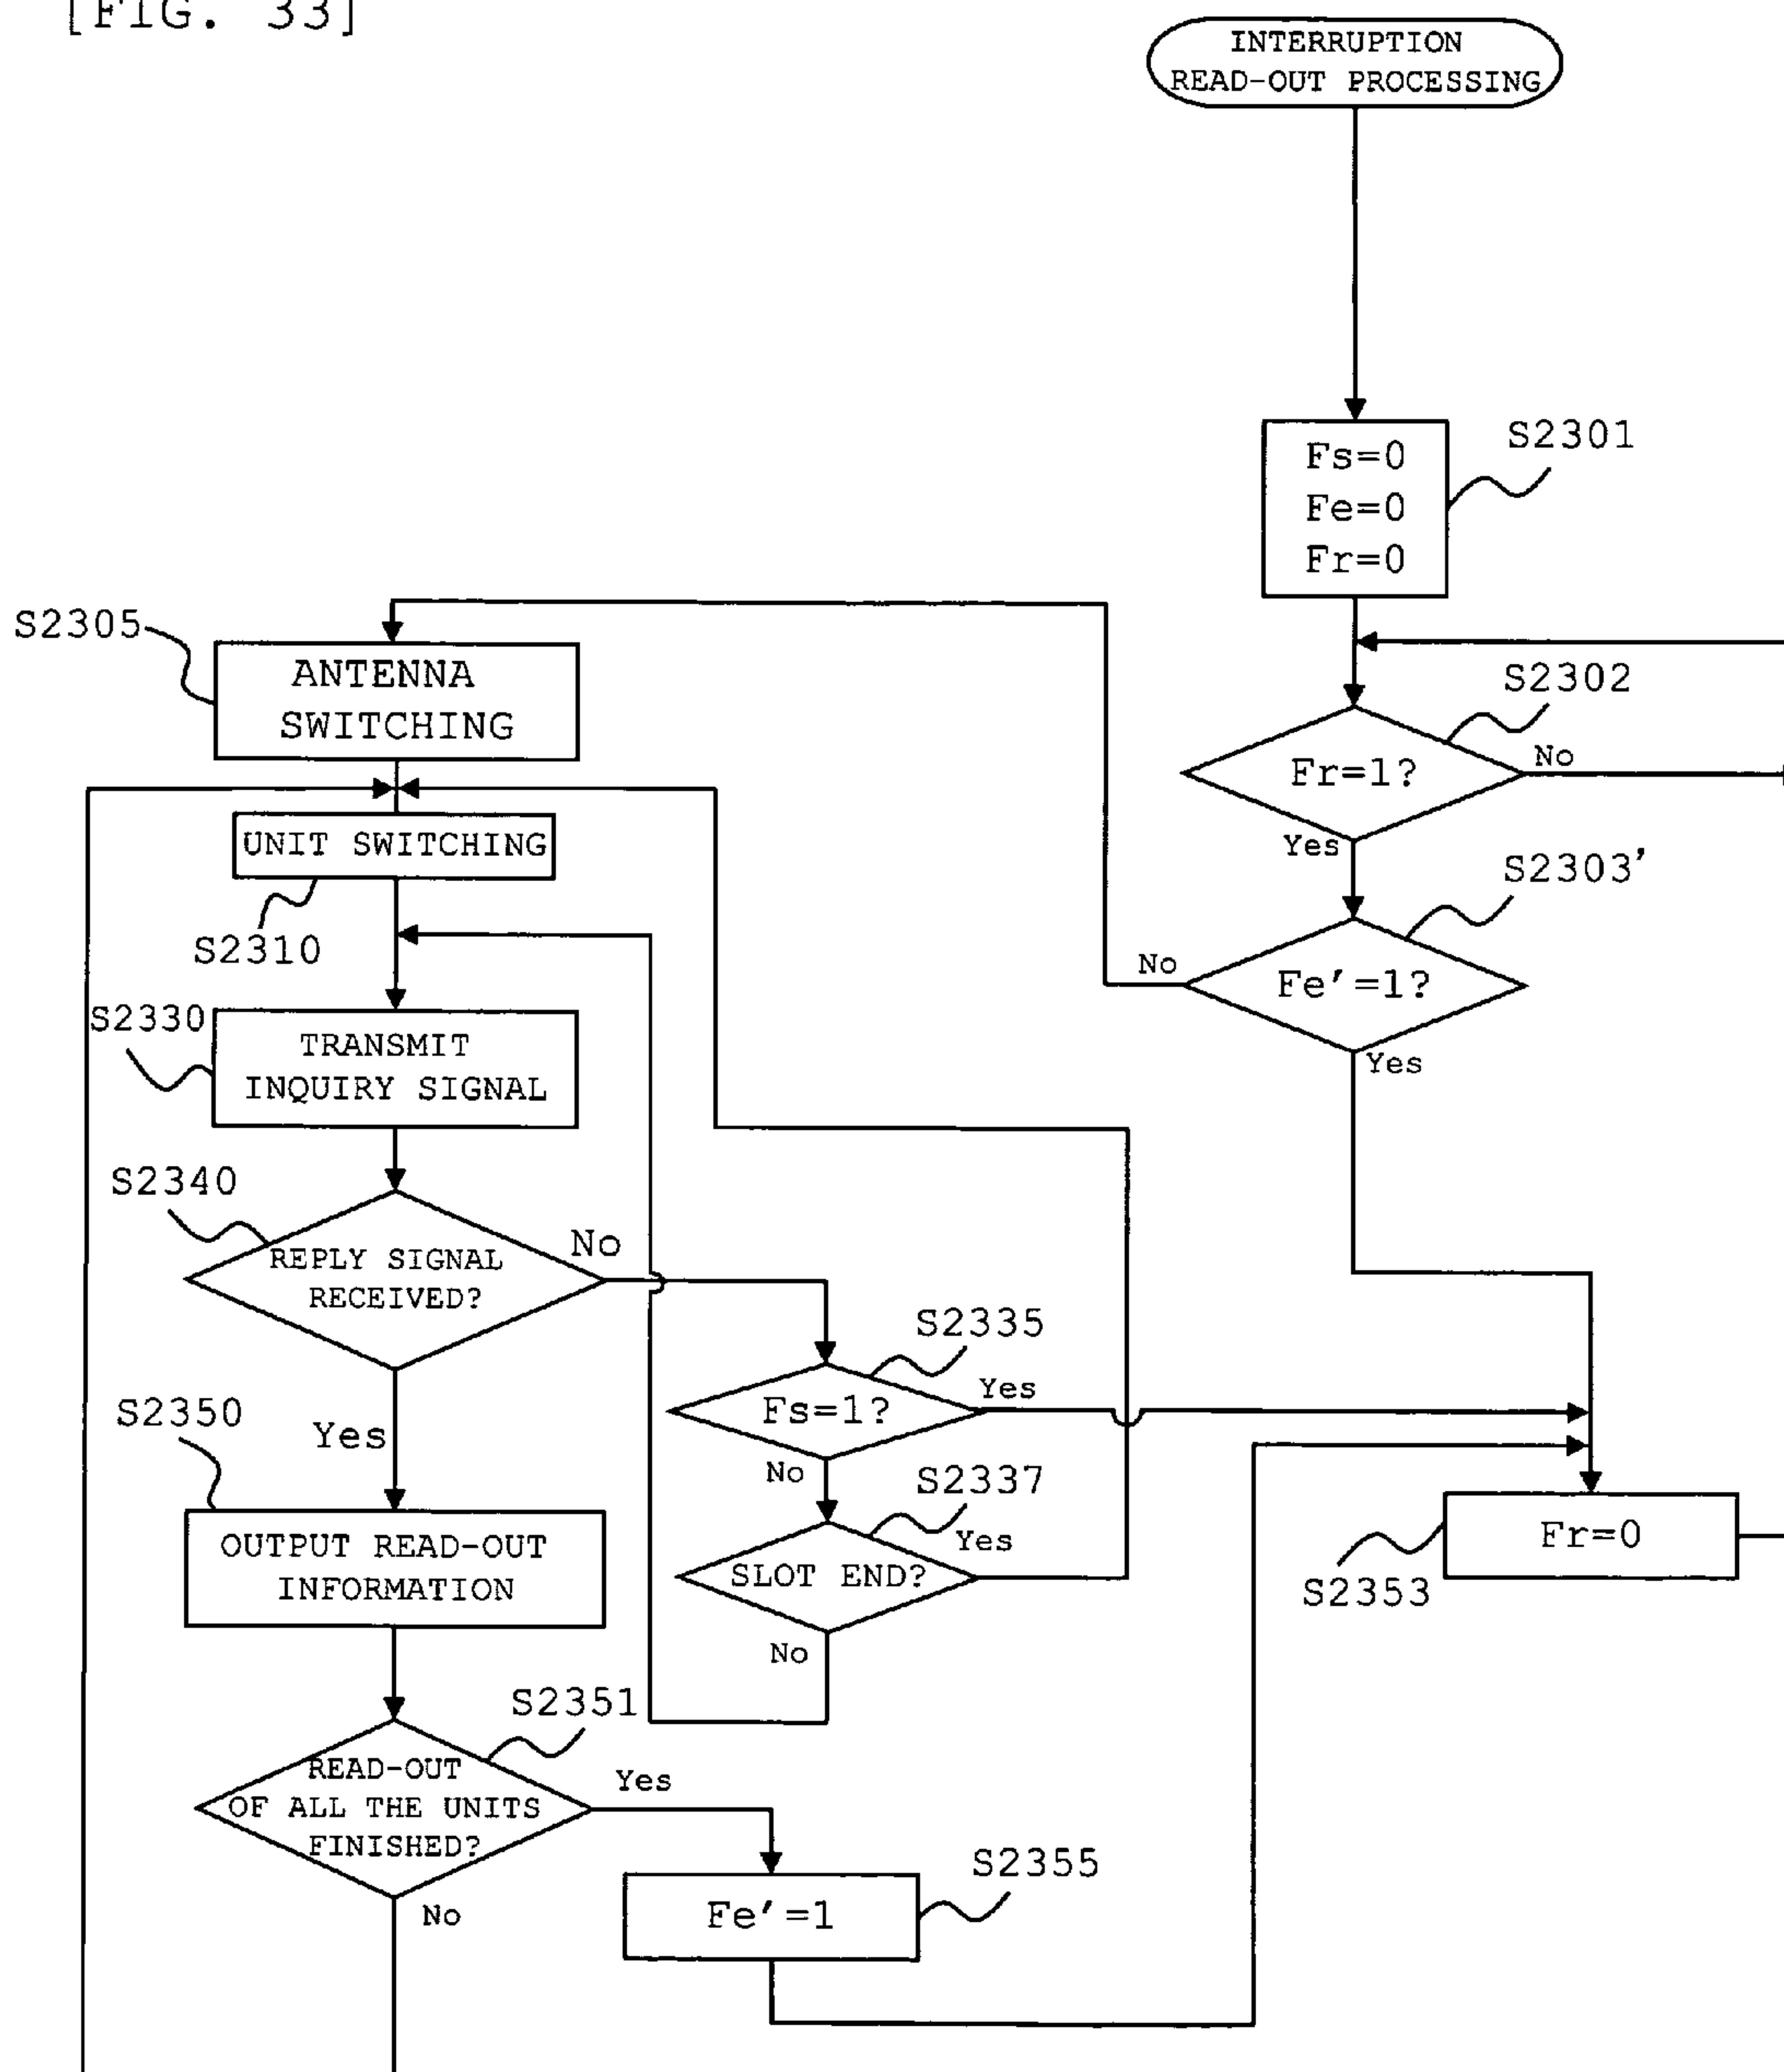 [FIG. 33]
INTERRUPTION
READ-OUT PROCESSING
S2301
Fs=0
Fe=0
Fr=0
S2305
ANTENNA
SWITCHING
S2302
Fr=1?
No
Yes
UNIT SWITCHING
S2310
S2303'
Fe'=1?
No
Yes
S2330
TRANSMIT
INQUIRY SIGNAL
S2340
REPLY SIGNAL
RECEIVED?
No
Yes
S2335
Fs=1?
Yes
No
S2350
OUTPUT READ-OUT
INFORMATION
S2337
SLOT END?
Yes
No
Fr=0
S2353
S2351
READ-OUT
OF ALL THE UNITS
FINISHED?
Yes
No
S2355
Fe'=1